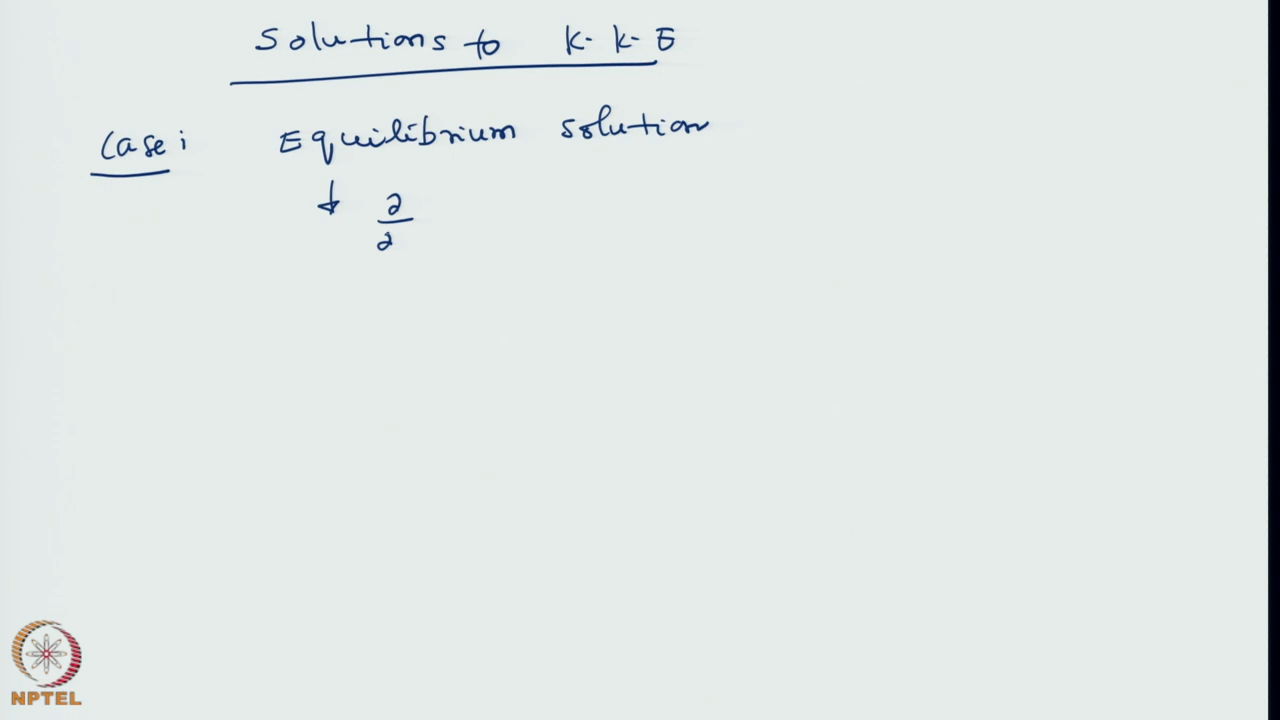 Solutions to K-K-E
Case i Equilibrium solution
↓ ∂
∂
NPTEL